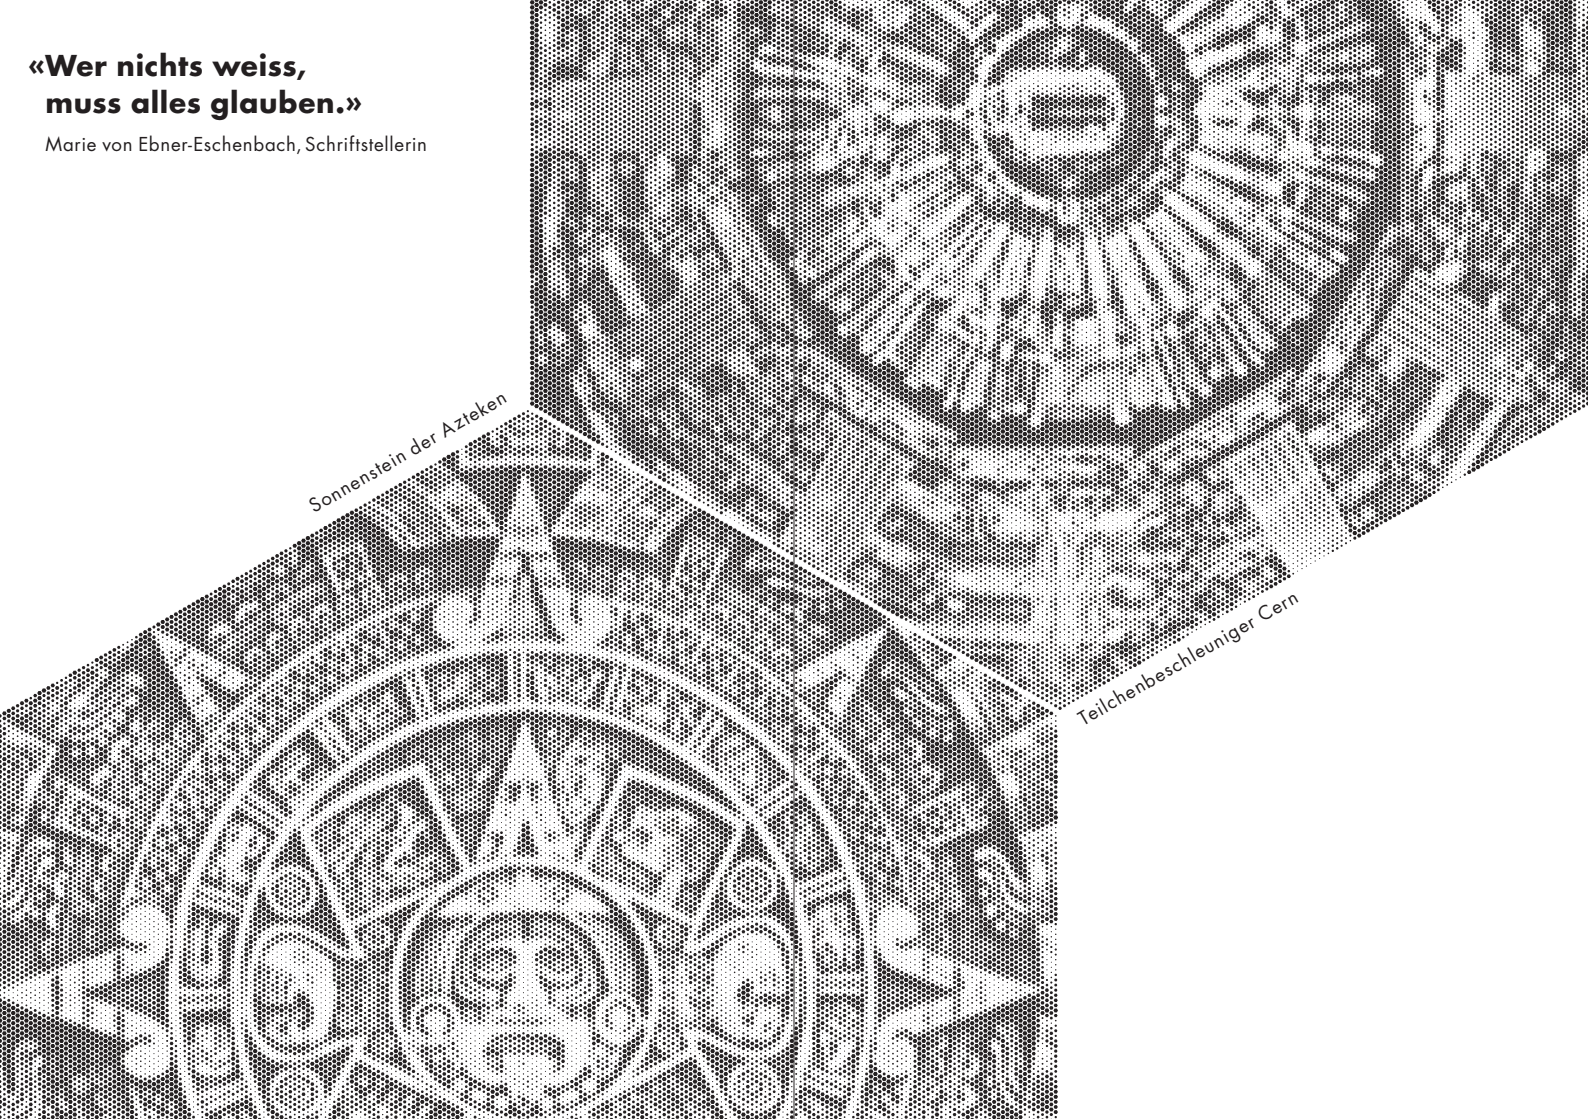 «Wer nichts weiss,
muss alles glauben.»
Marie von Ebner-Eschenbach, Schriftstellerin
Sonnenstein der Azteken
Teilchenbeschleuniger Cern